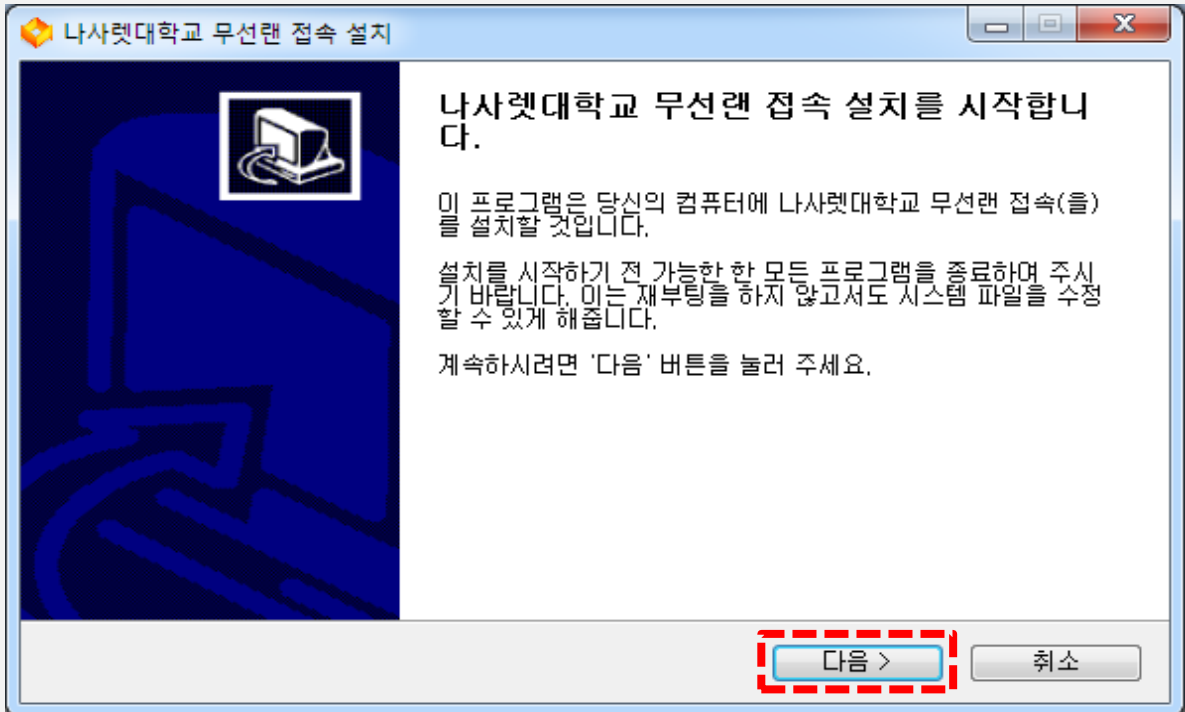 나사렛대학교 무선랜 접속 설치
나사렛대학교 무선랜 접속 설치를 시작합니
다.
이 프로그램은 당신의 컴퓨터에 나사렛대학교 무선랜 접속(을)
를 설치할 것입니다.
설치를 시작하기 전 가능한 한 모든 프로그램을 종료하며 주시
기 바랍니다. 이는 재부팅을 하지 않고서도 시스템 파일을 수정
할 수 있게 해줍니다.
계속하시려면 '다음' 버튼을 눌러 주세요.
다음 >
취소